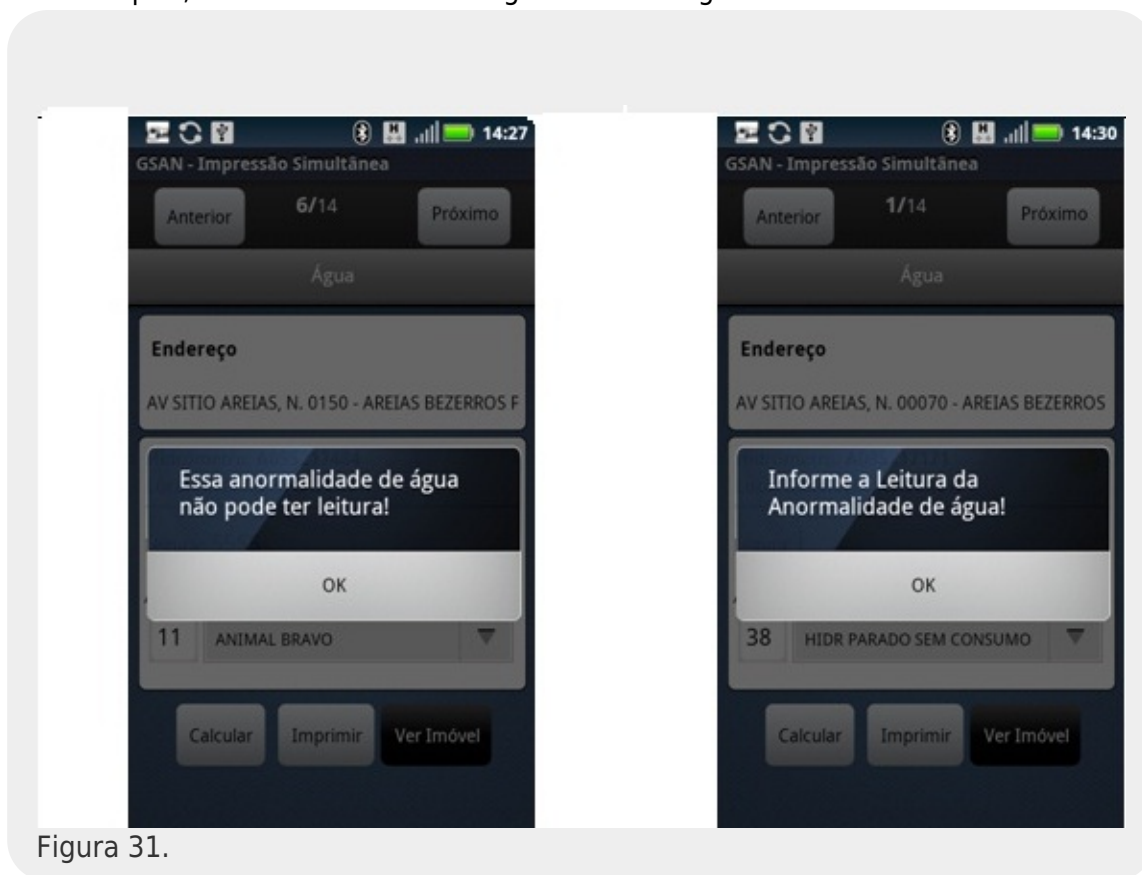 14:27
GSAN - Impressão Simultânea
Anterior
6/14
Próximo
Água
Endereço
AV SITIO AREIAS, N. 0150 - AREIAS BEZERROS
Essa anormalidade de água
não pode ter leitura!
OK
11 ANIMAL BRAVO
Calcular
Imprimir
Ver Imóvel
14:30
GSAN - Impressão Simultânea
Anterior
1/14
Próximo
Água
Endereço
AV SITIO AREIAS, N. 00070 - AREIAS BEZERROS
Informe a Leitura da
Anormalidade de água!
OK
38 HIDR PARADO SEM CONSUMO
Calcular
Imprimir
Ver Imóvel
Figura 31.